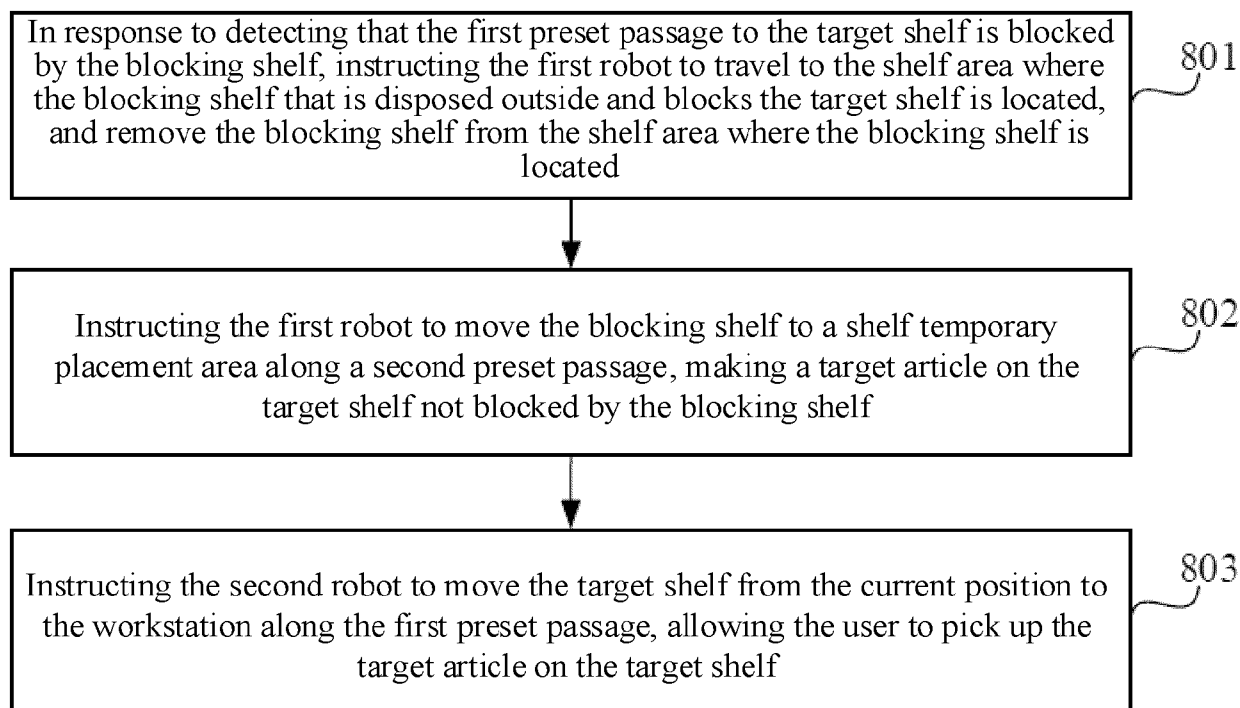 In response to detecting that the first preset passage to the target shelf is blocked
by the blocking shelf, instructing the first robot to travel to the shelf area where
the blocking shelf that is disposed outside and blocks the target shelf is located,
and remove the blocking shelf from the shelf area where the blocking shelf is
located
801
Instructing the first robot to move the blocking shelf to a shelf temporary
placement area along a second preset passage, making a target article on the
target shelf not blocked by the blocking shelf
802
Instructing the second robot to move the target shelf from the current position to
the workstation along the first preset passage, allowing the user to pick up the
target article on the target shelf
803